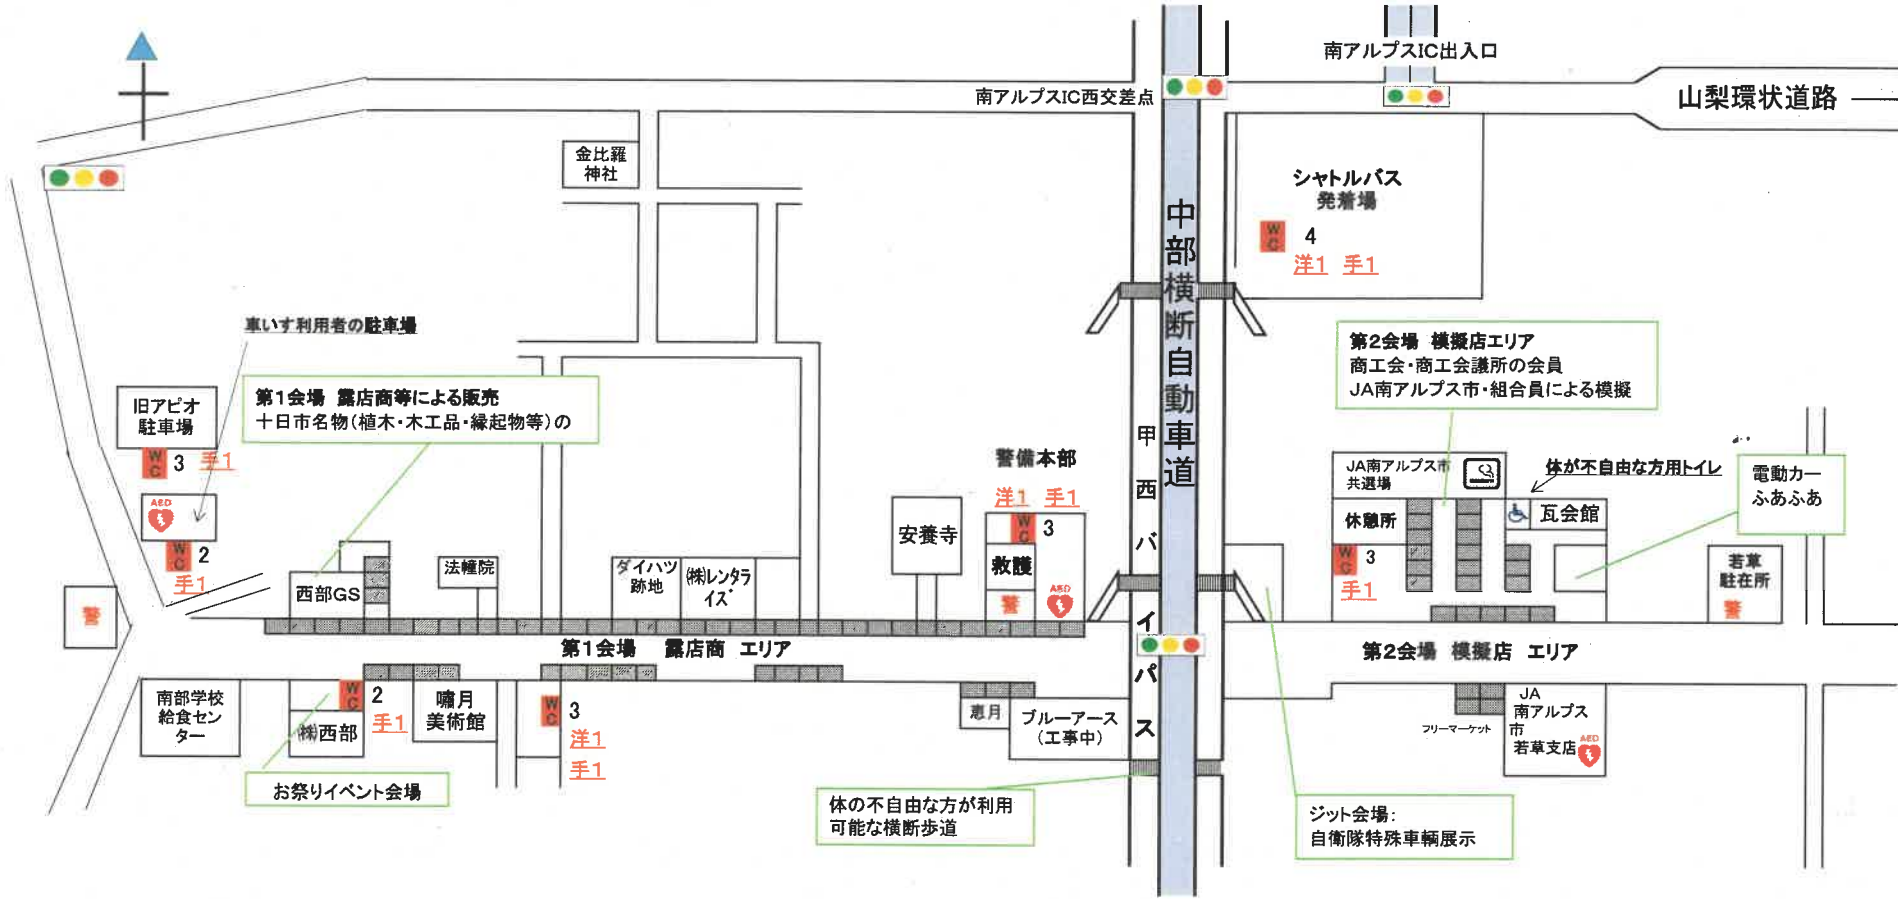 南アルプスIC出入口
南アルプスIC西交差点
山梨環状道路
金比羅
神社
シャトルバス
発着場
WC 4
洋1 手1
中部横断自動車道
甲西バイパス
車いす利用者の駐車場
旧アピオ
駐車場
WC 3 手1
AED
WC 2
手1
第1会場 露店商等による販売
十日市名物(植木・木工品・縁起物等)の
第2会場 模擬店エリア
商工会・商工会議所の会員
JA南アルプス市・組合員による模擬
警備本部
洋1 手1
WC 3
救護
警
AED
安養寺
JA南アルプス市
共選場
体が不自由な方用トイレ
休憩所
瓦会館
WC 3
手1
電動カー
ふあふあ
若草
駐在所
警
警
西部GS
法幢院
ダイハツ
跡地
㈱レンタラ
イズ
第1会場 露店商 エリア
第2会場 模擬店 エリア
南部学校
給食セン
ター
WC 2
手1
㈱西部
嘯月
美術館
WC 3
洋1
手1
恵月
ブルーアース
(工事中)
フリーマーケット
JA
南アルプス
市
若草支店
AED
お祭りイベント会場
体の不自由な方が利用
可能な横断歩道
ジット会場:
自衛隊特殊車輌展示